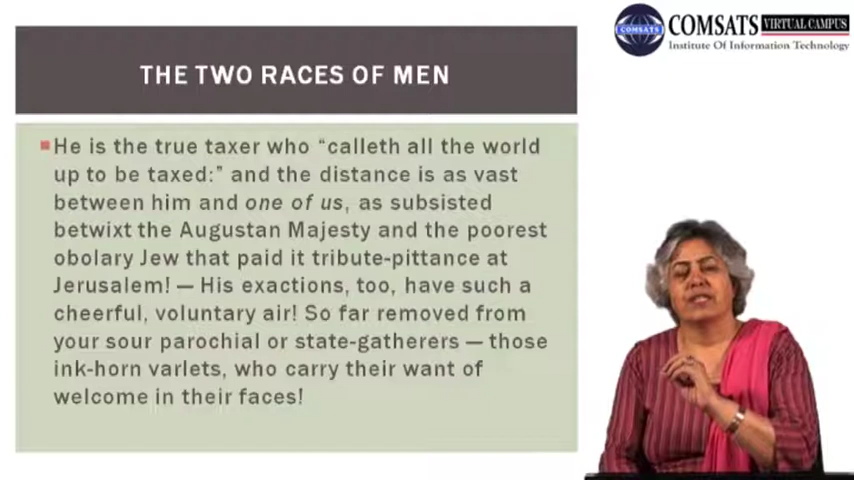 THE TWO RACES OF MEN
He is the true taxer who “calleth all the world
up to be taxed:” and the distance is as vast
between him and one of us, as subsisted
betwixt the Augustan Majesty and the poorest
obolary Jew that paid it tribute-pittance at
Jerusalem! — His exactions, too, have such a
cheerful, voluntary air! So far removed from
your sour parochial or state-gatherers — those
ink-horn varlets, who carry their want of
welcome in their faces!
COMSATS
COMSATS VIRTUAL CAMPUS
Institute Of Information Technology